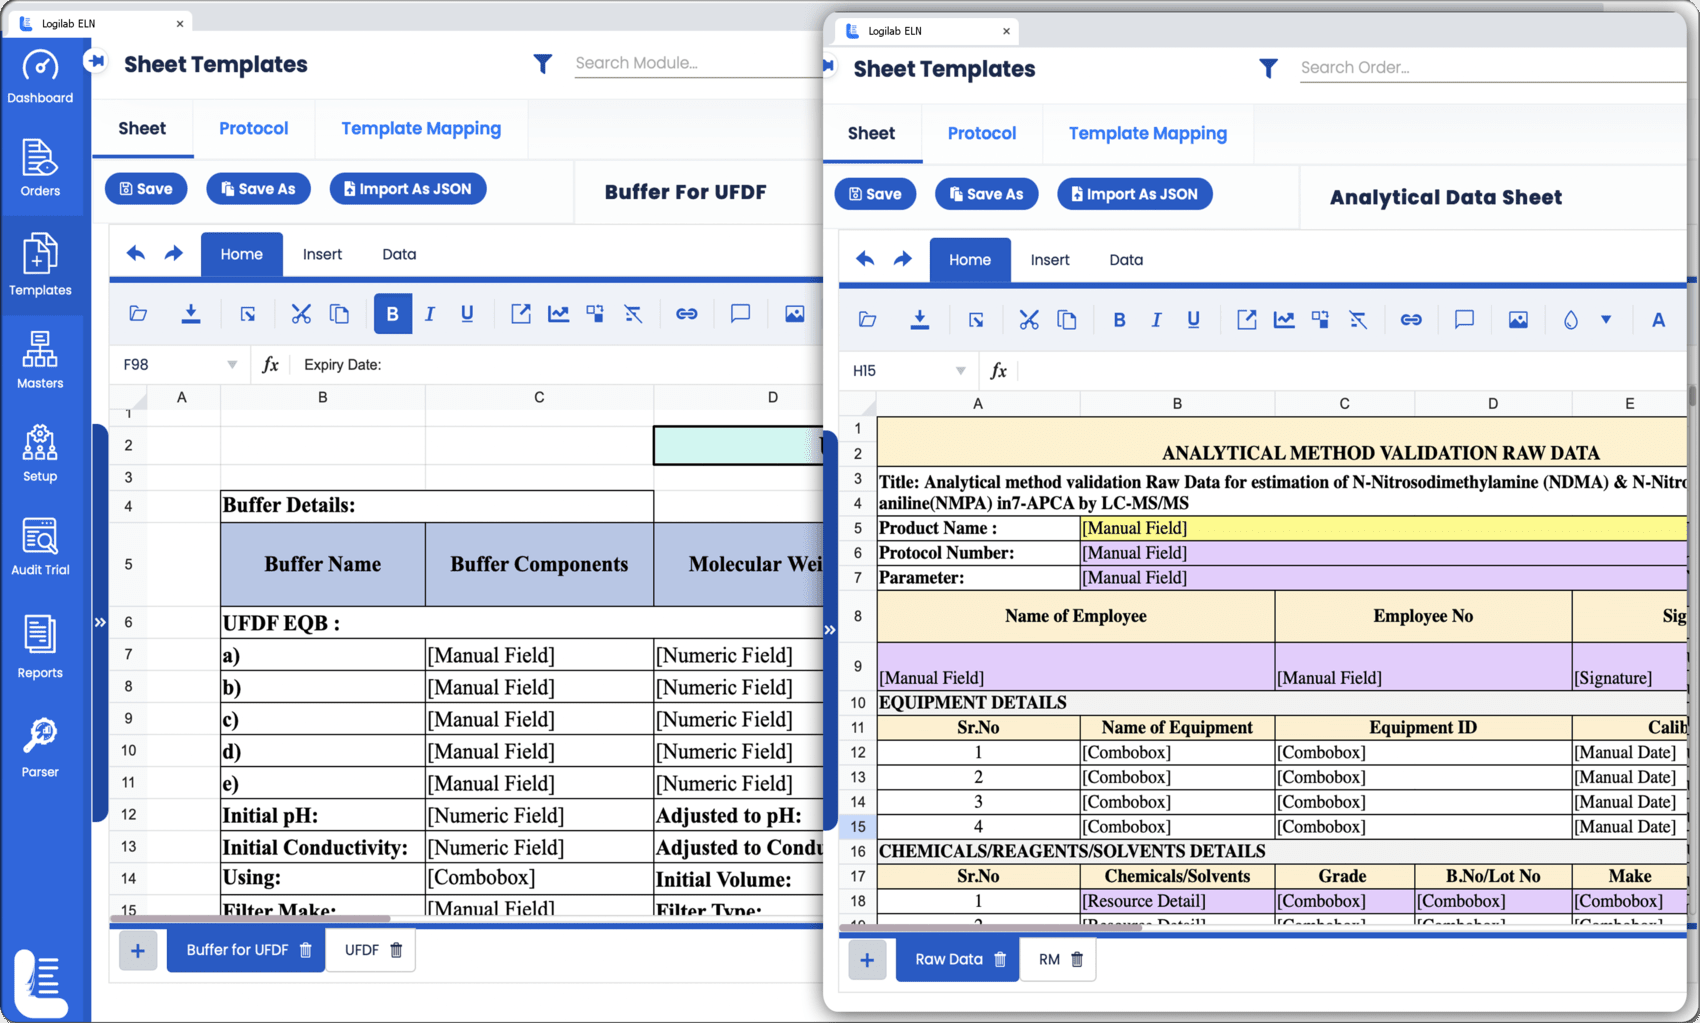 Logilab ELN ×
Dashboard
Orders
Templates
Masters
Setup
Audit Trial
Reports
Parser
Sheet Templates
Search Module...
Sheet Protocol Template Mapping
Save Save As Import As JSON Buffer For UFDF
Home Insert Data
B I U
F98 fx Expiry Date:
A B C D
1
2
3
4 Buffer Details:
5 Buffer Name Buffer Components Molecular Wei
6 UFDF EQB :
7 a) [Manual Field] [Numeric Field]
8 b) [Manual Field] [Numeric Field]
9 c) [Manual Field] [Numeric Field]
10 d) [Manual Field] [Numeric Field]
11 e) [Manual Field] [Numeric Field]
12 Initial pH: [Numeric Field] Adjusted to pH:
13 Initial Conductivity: [Numeric Field] Adjusted to Condu
14 Using: [Combobox] Initial Volume:
15 Filter Make: [Manual Field] Filter Type:
+ Buffer for UFDF UFDF
Logilab ELN ×
Sheet Templates
Search Order...
Sheet Protocol Template Mapping
Save Save As Import As JSON Analytical Data Sheet
Home Insert Data
B I U A
H15 fx
A B C D E
1
2 ANALYTICAL METHOD VALIDATION RAW DATA
3 Title: Analytical method validation Raw Data for estimation of N-Nitrosodimethylamine (NDMA) & N-Nitro
4 aniline(NMPA) in7-APCA by LC-MS/MS
5 Product Name : [Manual Field]
6 Protocol Number: [Manual Field]
7 Parameter: [Manual Field]
8 Name of Employee Employee No Sig
9 [Manual Field] [Manual Field] [Signature]
10 EQUIPMENT DETAILS
11 Sr.No Name of Equipment Equipment ID Calib
12 1 [Combobox] [Combobox] [Manual Date]
13 2 [Combobox] [Combobox] [Manual Date]
14 3 [Combobox] [Combobox] [Manual Date]
15 4 [Combobox] [Combobox] [Manual Date]
16 CHEMICALS/REAGENTS/SOLVENTS DETAILS
17 Sr.No Chemicals/Solvents Grade B.No/Lot No Make
18 1 [Resource Detail] [Combobox] [Combobox] [Combobox]
19 2 [Resource Detail] [Combobox] [Combobox] [Combobox]
+ Raw Data RM